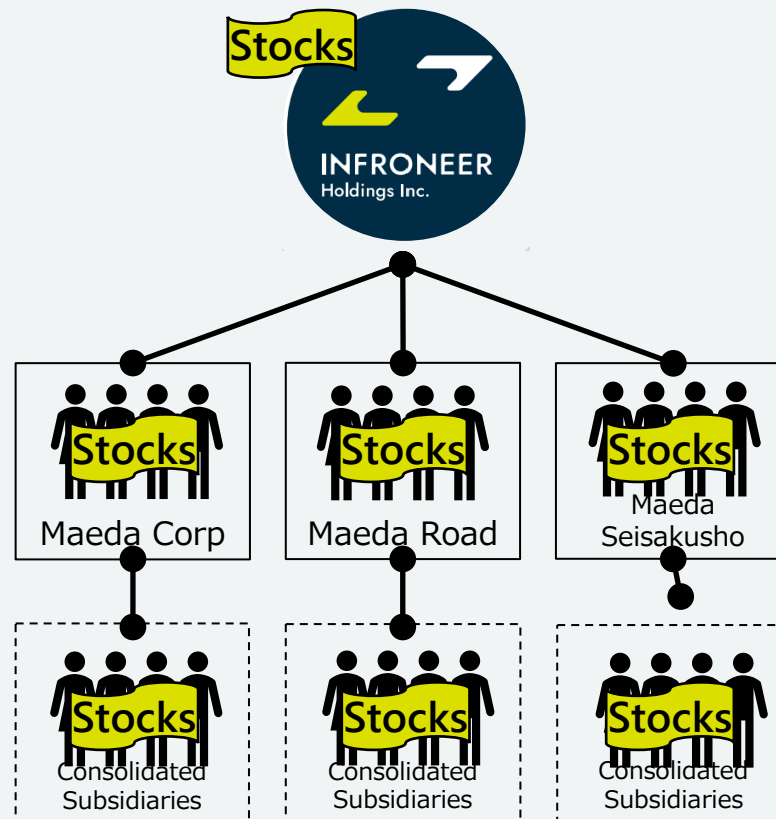 Stocks
INFRONEER
Holdings Inc.
Stocks
Maeda Corp
Stocks
Maeda Road
Stocks
Maeda
Seisakusho
Stocks
Consolidated
Subsidiaries
Stocks
Consolidated
Subsidiaries
Stocks
Consolidated
Subsidiaries